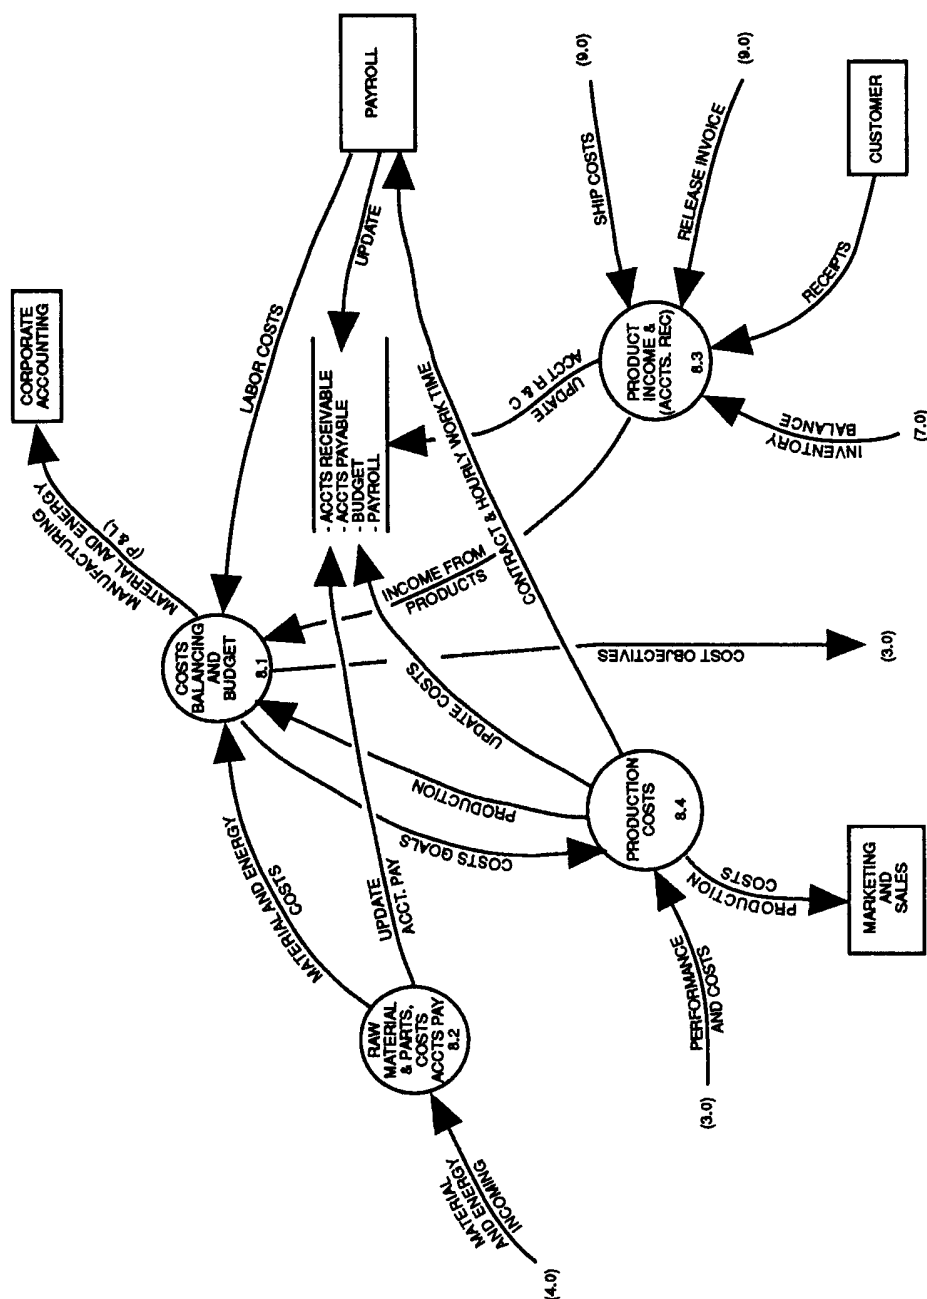 CORPORATE
ACCOUNTING
PAYROLL
MANUFACTURING
MATERIAL AND ENERGY
(P & L)
LABOR COSTS
UPDATE
COSTS
BALANCING
AND
BUDGET
8.1
- ACCTS RECEIVABLE
- ACCTS PAYABLE
- BUDGET
- PAYROLL
MATERIAL AND ENERGY
COSTS
INCOME FROM
PRODUCTS
UPDATE
ACCT R & C
SHIP COSTS
(9.0)
RAW
MATERIAL
& PARTS,
COSTS
ACCTS PAY
8.2
UPDATE
ACCT. PAY
COSTS GOALS
PRODUCTION
UPDATE COSTS
CONTRACT & HOURLY WORK TIME
PRODUCT
INCOME &
(ACCTS. REC)
8.3
RELEASE INVOICE
(9.0)
MATERIAL
AND ENERGY
INCOMING
(4.0)
PERFORMANCE
AND COSTS
(3.0)
PRODUCTION
COSTS
8.4
COST OBJECTIVES
(3.0)
INVENTORY
BALANCE
(7.0)
RECEIPTS
CUSTOMER
PRODUCTION
COSTS
MARKETING
AND
SALES